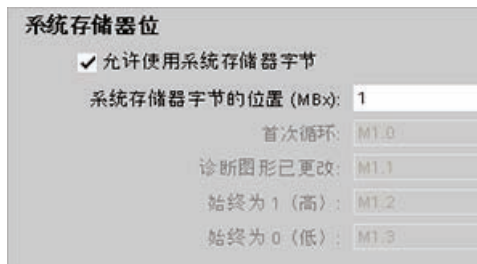 系统存储器位
允许使用系统存储器字节
系统存储器字节的位置 (MBx): 1
首次循环: M1.0
诊断图形已更改: M1.1
始终为 1（高）: M1.2
始终为 0（低）: M1.3